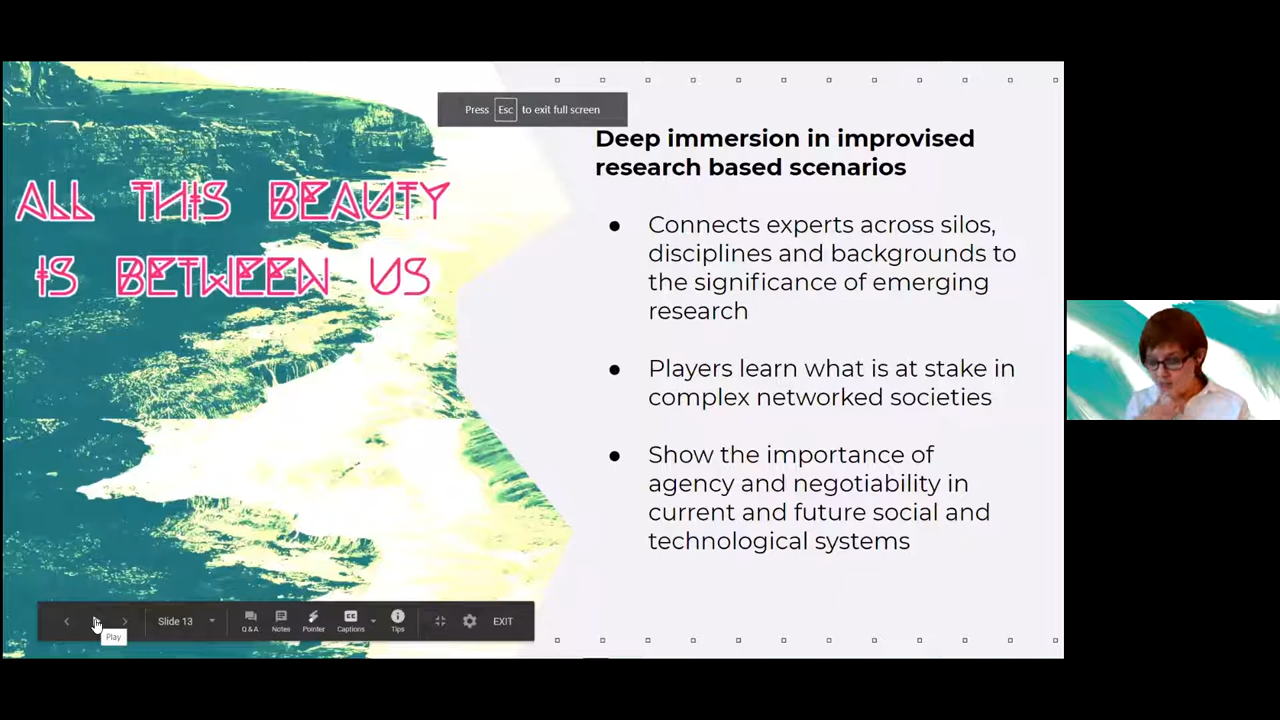 Press Esc to exit full screen
ALL THIS BEAUTY
IS BETWEEN US
Deep immersion in improvised
research based scenarios
● Connects experts across silos,
disciplines and backgrounds to
the significance of emerging
research
● Players learn what is at stake in
complex networked societies
● Show the importance of
agency and negotiability in
current and future social and
technological systems
Slide 13
Q & A
Notes
Pointer
Captions
Tips
EXIT
Play